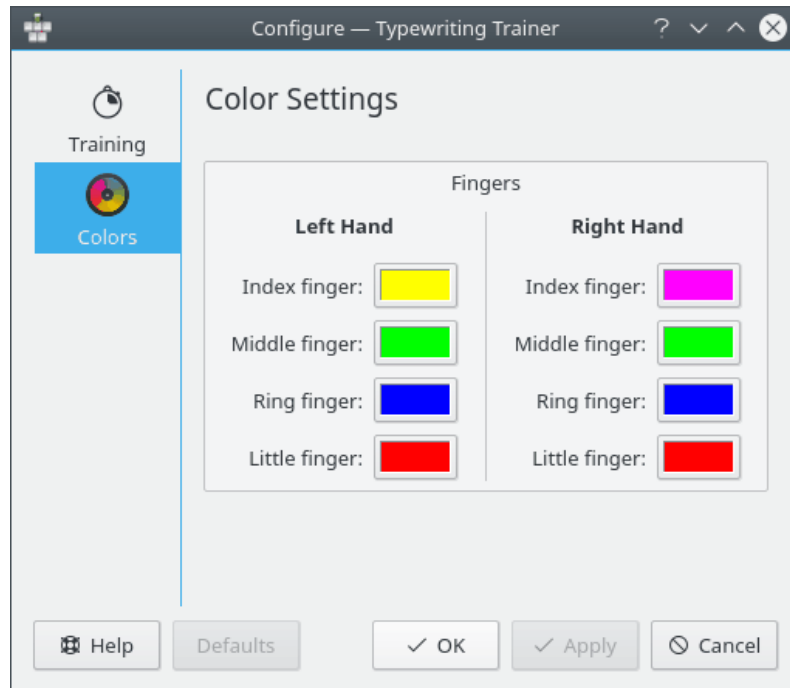 Configure — Typewriting Trainer
Training
Colors
Color Settings
Fingers
Left Hand
Right Hand
Index finger:
Index finger:
Middle finger:
Middle finger:
Ring finger:
Ring finger:
Little finger:
Little finger:
Help
Defaults
OK
Apply
Cancel